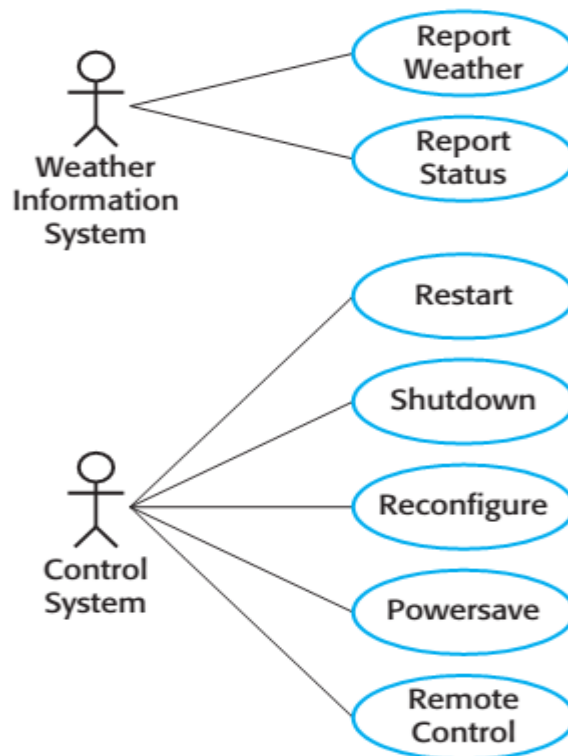 Report
Weather
Report
Status
Weather
Information
System
Restart
Shutdown
Reconfigure
Powersave
Remote
Control
Control
System